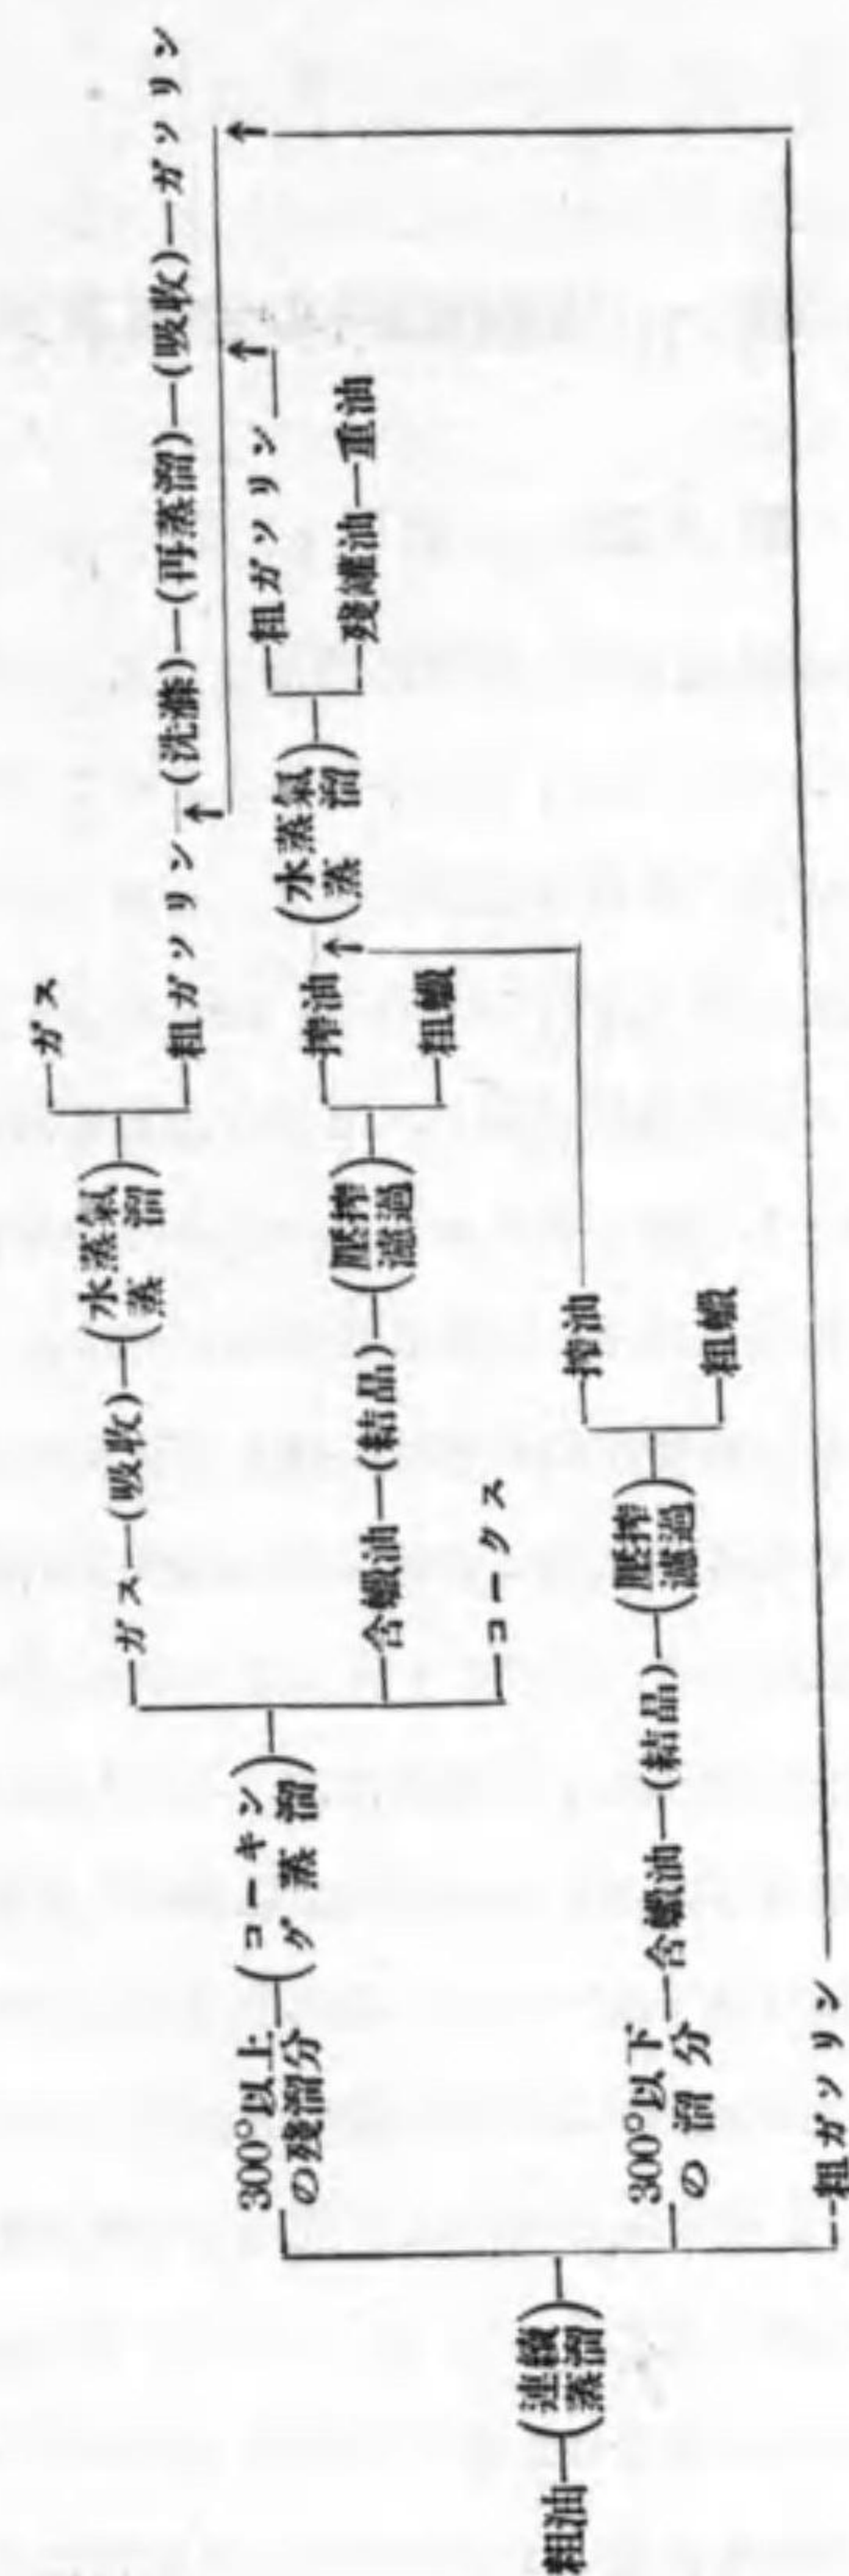 粗油—(連續蒸溜)
300°以上の殘溜分—(コーキング蒸溜)
ガス—(吸收)—(水蒸氣蒸溜)
ガス
粗ガソリン—(洗滌)—(再蒸溜)—(吸收)—ガソリン
含蠟油—(結晶)—(壓搾濾過)
搾油
(水蒸氣蒸溜)
粗ガソリン
殘罐油—重油
粗蠟
コークス
300°以下の溜分—含蠟油—(結晶)—(壓搾濾過)
搾油
粗蠟
粗ガソリン